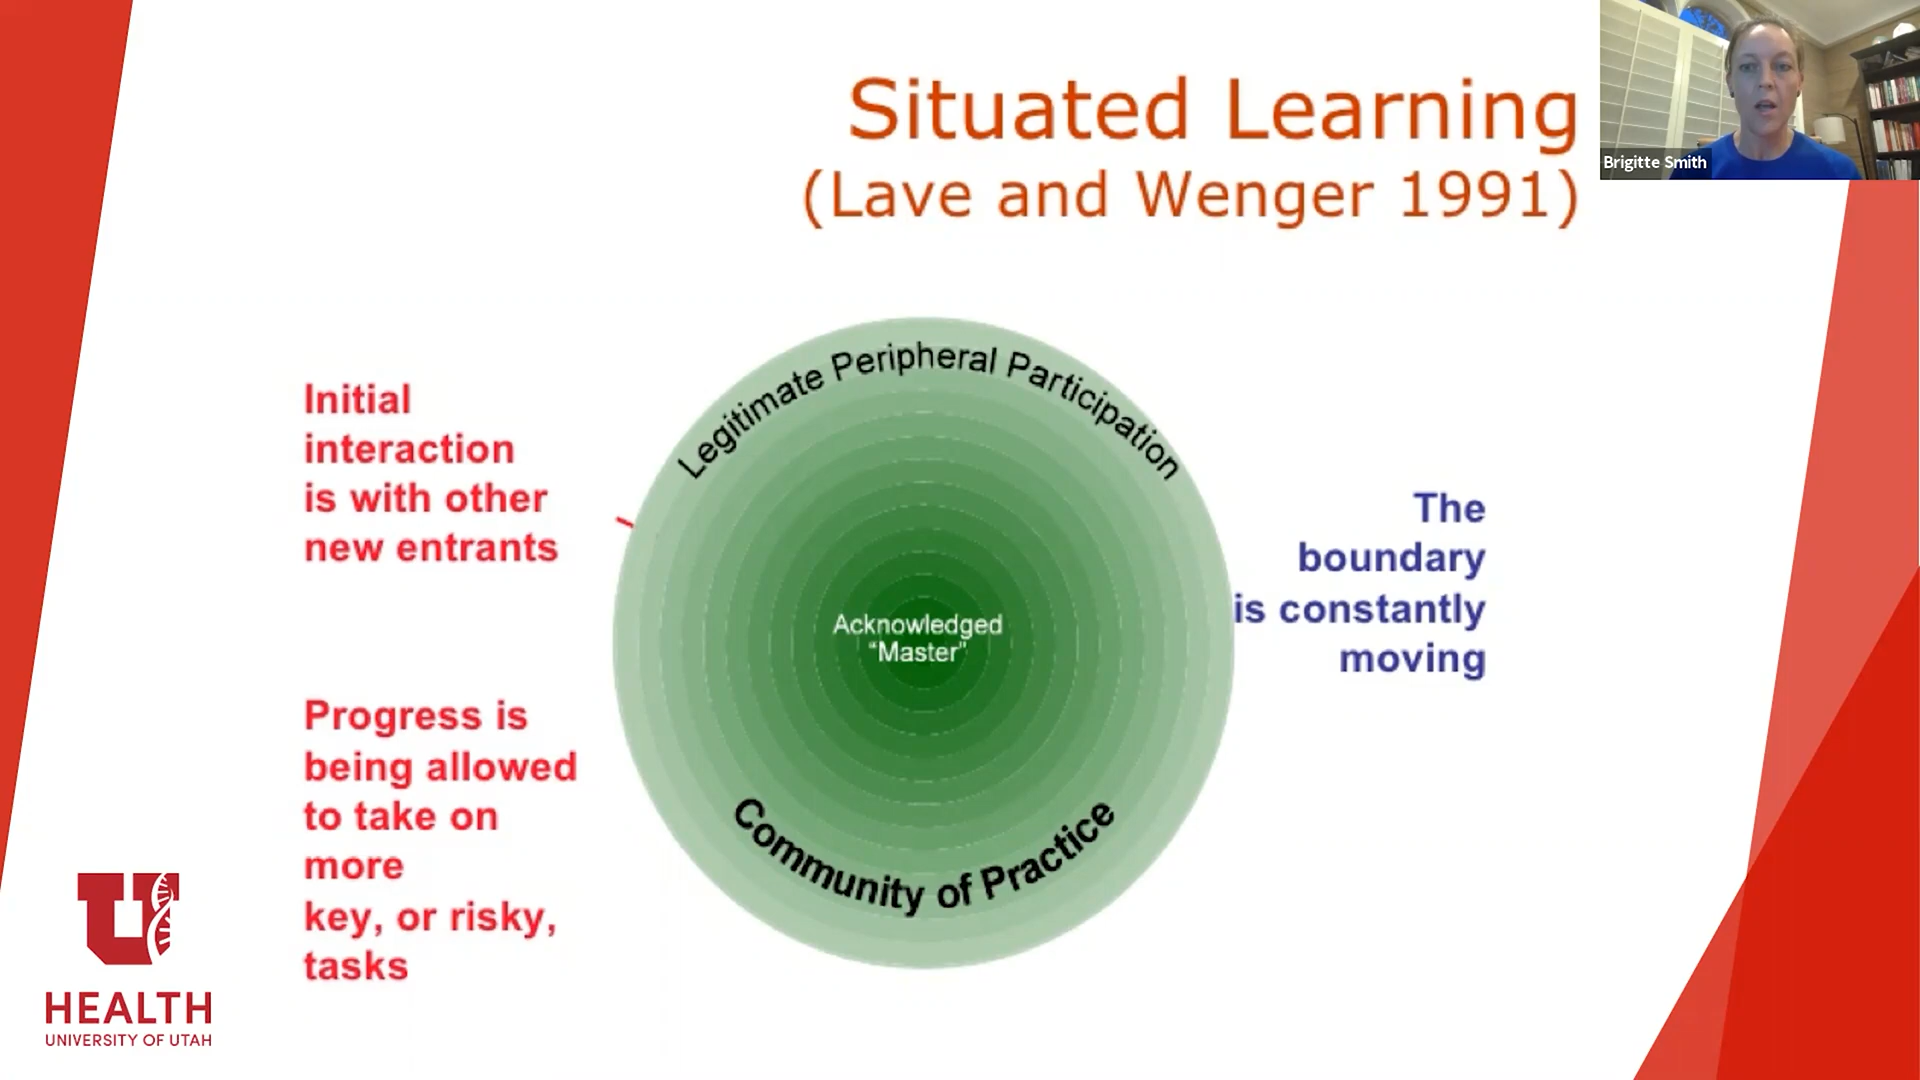 Situated Learning
(Lave and Wenger 1991)
Brigitte Smith
Legitimate Peripheral Participation
Initial
interaction
is with other
new entrants
The
boundary
is constantly
moving
Acknowledged
“Master”
Progress is
being allowed
to take on
more
key, or risky,
tasks
Community of Practice
U
HEALTH
UNIVERSITY OF UTAH